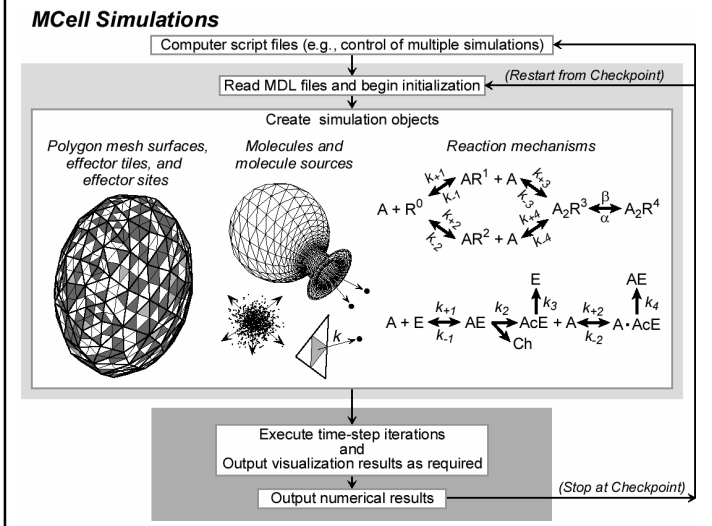 MCell Simulations
Computer script files (e.g., control of multiple simulations)
Read MDL files and begin initialization
(Restart from Checkpoint)
Create simulation objects
Polygon mesh surfaces,
effector tiles, and
effector sites
Molecules and
molecule sources
k
Reaction mechanisms
k+1 k-1 AR¹ + A k+3 k-3
A + R⁰ A₂R³ β α A₂R⁴
k+2 k-2 AR² + A k+4 k-4
E AE
k3 k4
A + E k+1 k-1 AE k2 AcE + A k+2 k-2 A·AcE
Ch
Execute time-step iterations
and
Output visualization results as required
Output numerical results
(Stop at Checkpoint)